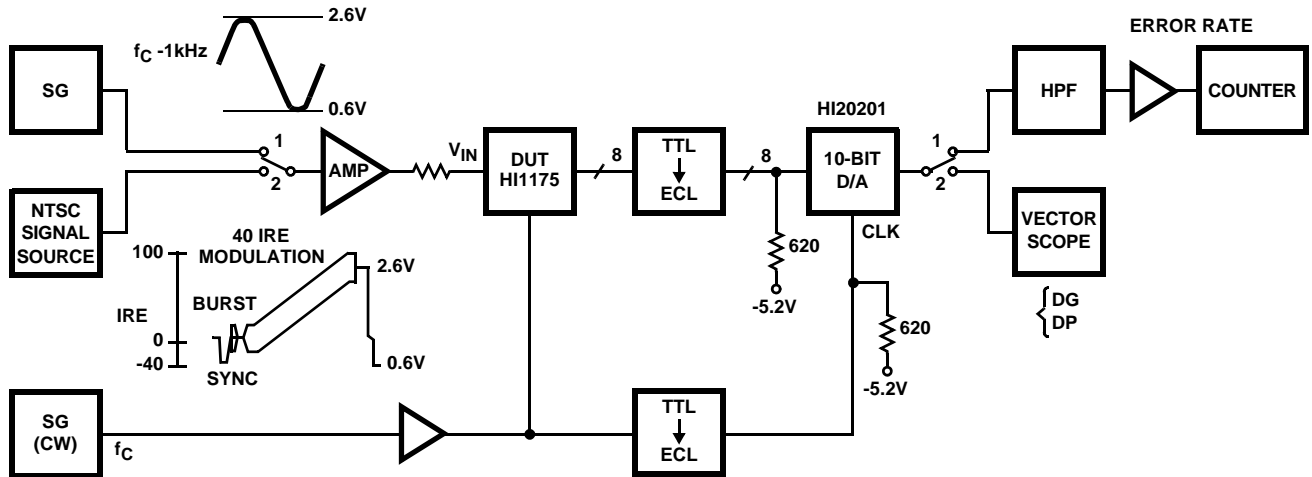 2.6V
f_C -1kHz
0.6V
ERROR RATE
SG
HPF
COUNTER
HI20201
1
2
AMP
V_IN
DUT
HI1175
8
TTL
ECL
8
10-BIT
D/A
CLK
1
2
NTSC
SIGNAL
SOURCE
VECTOR
SCOPE
40 IRE
MODULATION
100
2.6V
BURST
IRE
0
-40
SYNC
0.6V
620
-5.2V
620
-5.2V
DG
DP
SG
(CW)
f_C
TTL
ECL